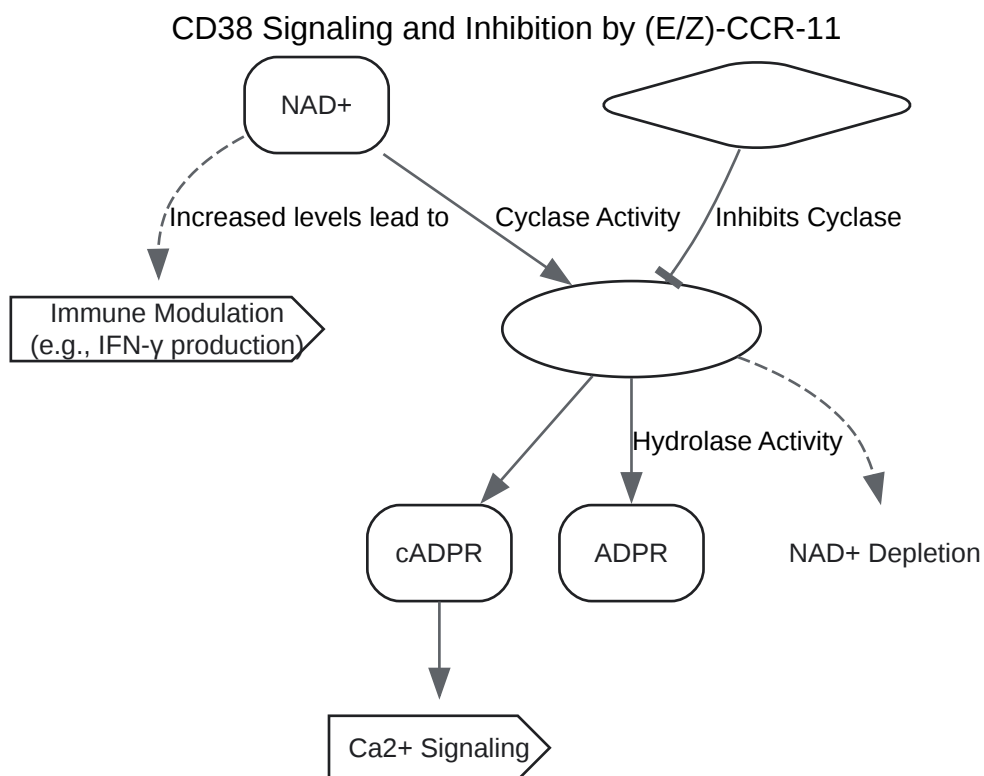 CD38 Signaling and Inhibition by (E/Z)-CCR-11
NAD+
Increased levels lead to
Cyclase Activity
Inhibits Cyclase
Immune Modulation
(e.g., IFN-γ production)
Hydrolase Activity
cADPR
ADPR
NAD+ Depletion
Ca2+ Signaling